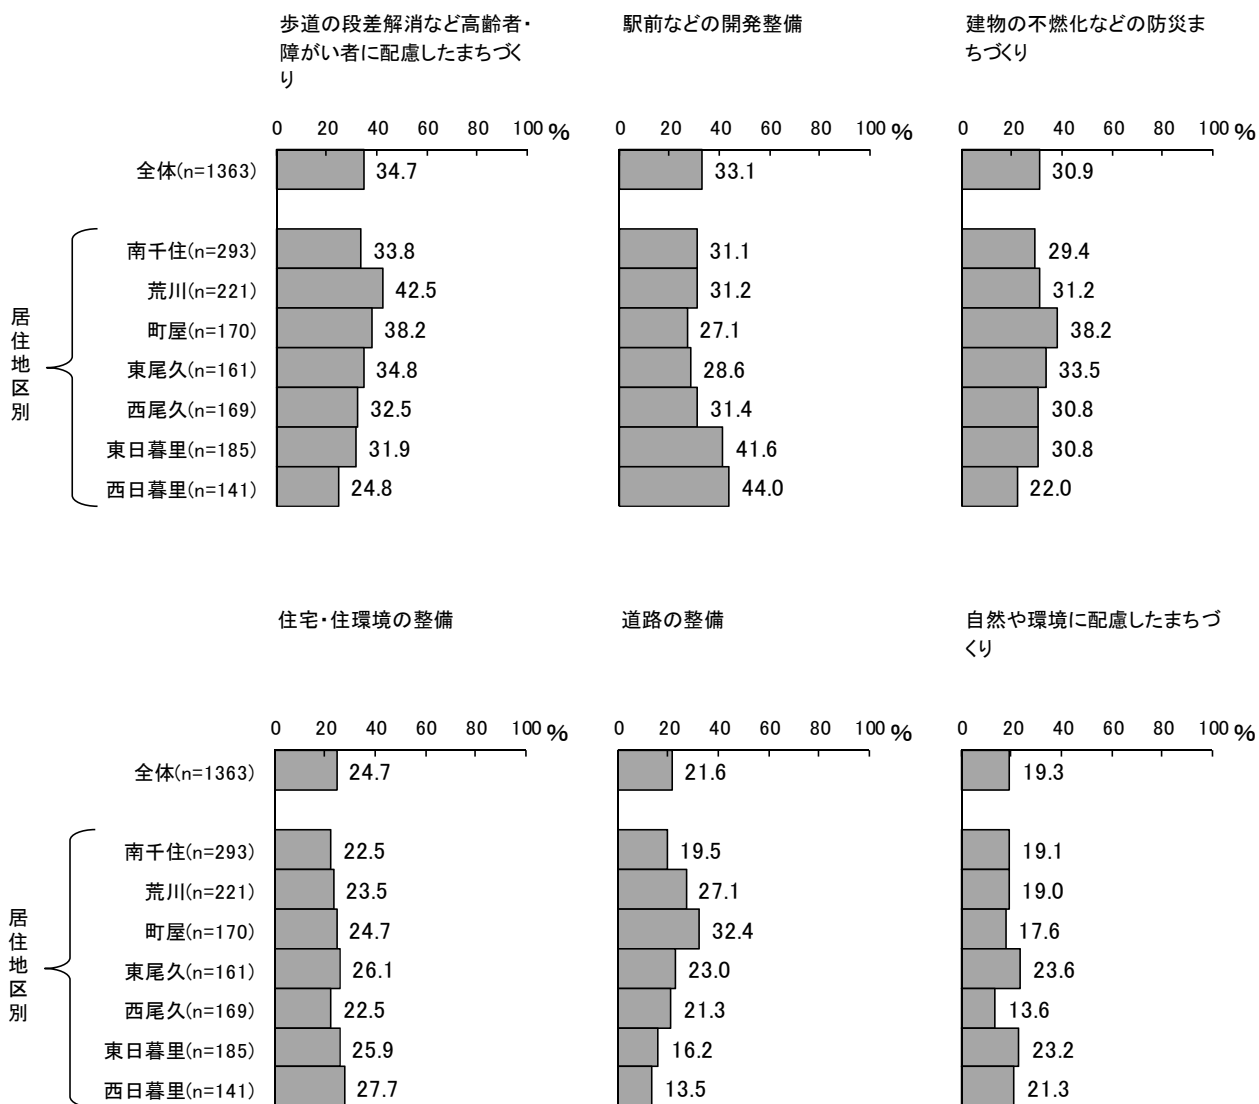 歩道の段差解消など高齢者・
障がい者に配慮したまちづく
り
駅前などの開発整備
建物の不燃化などの防災ま
ちづくり
0 20 40 60 80 100 %
0 20 40 60 80 100 %
0 20 40 60 80 100 %
全体(n=1363) 34.7 33.1 30.9
居住地区別
南千住(n=293) 33.8 31.1 29.4
荒川(n=221) 42.5 31.2 31.2
町屋(n=170) 38.2 27.1 38.2
東尾久(n=161) 34.8 28.6 33.5
西尾久(n=169) 32.5 31.4 30.8
東日暮里(n=185) 31.9 41.6 30.8
西日暮里(n=141) 24.8 44.0 22.0
住宅・住環境の整備
道路の整備
自然や環境に配慮したまちづ
くり
0 20 40 60 80 100 %
0 20 40 60 80 100 %
0 20 40 60 80 100 %
全体(n=1363) 24.7 21.6 19.3
居住地区別
南千住(n=293) 22.5 19.5 19.1
荒川(n=221) 23.5 27.1 19.0
町屋(n=170) 24.7 32.4 17.6
東尾久(n=161) 26.1 23.0 23.6
西尾久(n=169) 22.5 21.3 13.6
東日暮里(n=185) 25.9 16.2 23.2
西日暮里(n=141) 27.7 13.5 21.3